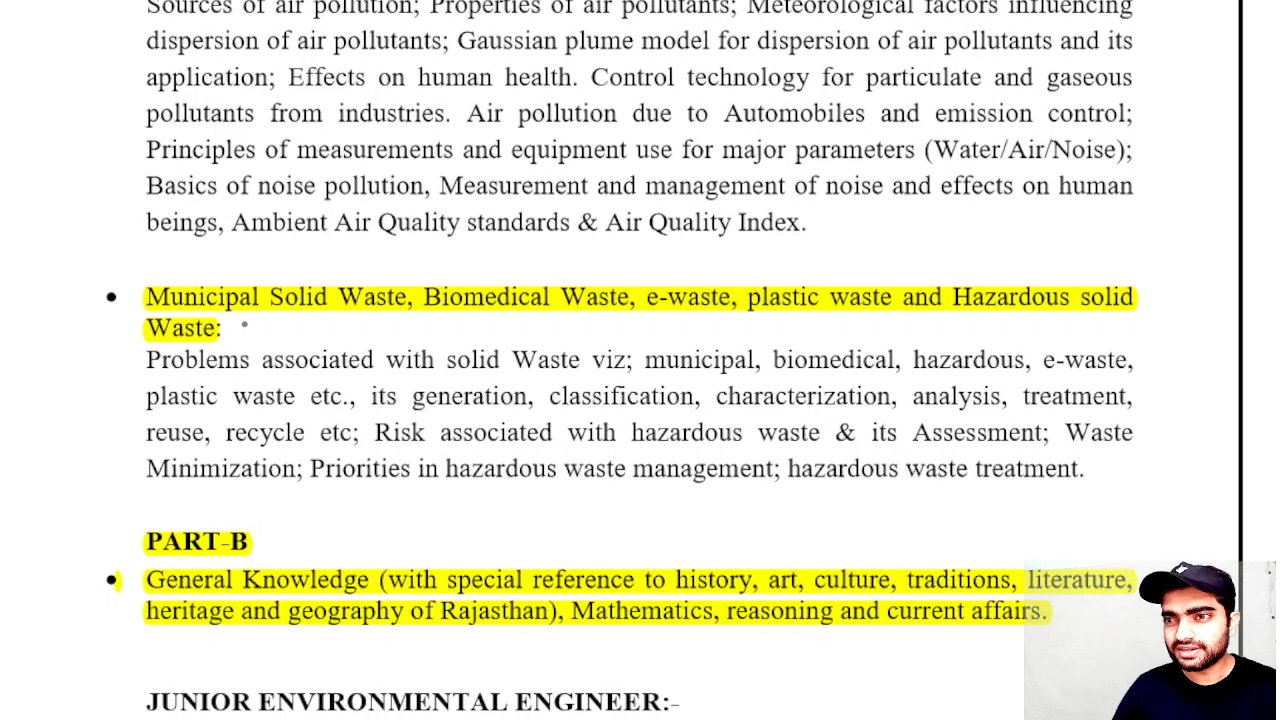 Sources of air pollution; Properties of air pollutants; Meteorological factors influencing
dispersion of air pollutants; Gaussian plume model for dispersion of air pollutants and its
application; Effects on human health. Control technology for particulate and gaseous
pollutants from industries. Air pollution due to Automobiles and emission control;
Principles of measurements and equipment use for major parameters (Water/Air/Noise);
Basics of noise pollution, Measurement and management of noise and effects on human
beings, Ambient Air Quality standards & Air Quality Index.
• Municipal Solid Waste, Biomedical Waste, e-waste, plastic waste and Hazardous solid
Waste:
Problems associated with solid Waste viz; municipal, biomedical, hazardous, e-waste,
plastic waste etc., its generation, classification, characterization, analysis, treatment,
reuse, recycle etc; Risk associated with hazardous waste & its Assessment; Waste
Minimization; Priorities in hazardous waste management; hazardous waste treatment.
PART-B
• General Knowledge (with special reference to history, art, culture, traditions, literature,
heritage and geography of Rajasthan), Mathematics, reasoning and current affairs.
JUNIOR ENVIRONMENTAL ENGINEER:-